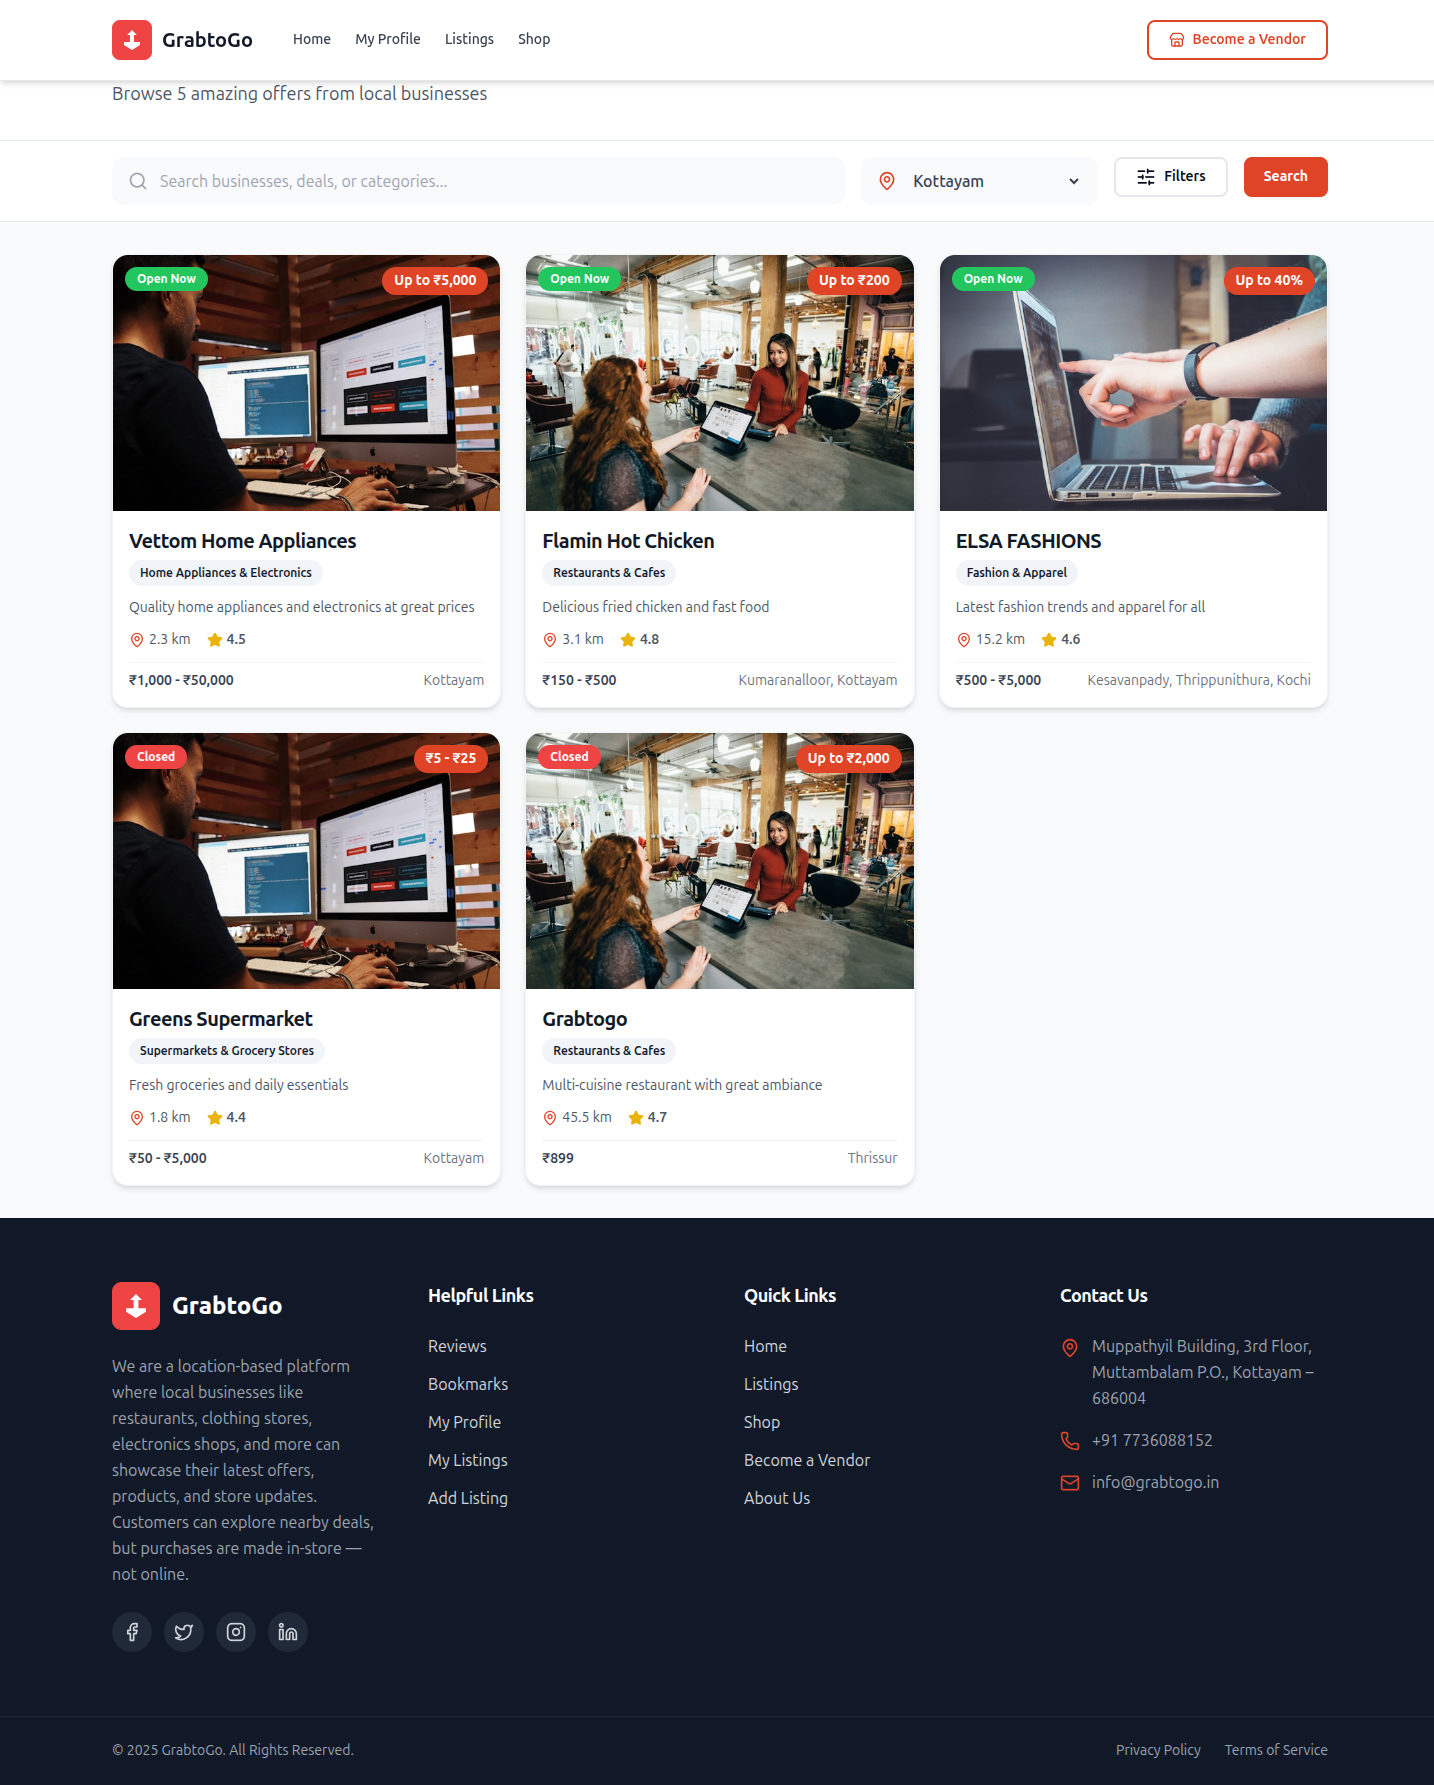 GrabtoGo
Home
My Profile
Listings
Shop
Become a Vendor
Browse 5 amazing offers from local businesses
Search businesses, deals, or categories...
Kottayam
Filters
Search
Open Now
Up to ₹5,000
Vettom Home Appliances
Home Appliances & Electronics
Quality home appliances and electronics at great prices
2.3 km
4.5
₹1,000 - ₹50,000
Kottayam
Open Now
Up to ₹200
Flamin Hot Chicken
Restaurants & Cafes
Delicious fried chicken and fast food
3.1 km
4.8
₹150 - ₹500
Kumaranalloor, Kottayam
Open Now
Up to 40%
ELSA FASHIONS
Fashion & Apparel
Latest fashion trends and apparel for all
15.2 km
4.6
₹500 - ₹5,000
Kesavanpady, Thrippunithura, Kochi
Closed
₹5 - ₹25
Greens Supermarket
Supermarkets & Grocery Stores
Fresh groceries and daily essentials
1.8 km
4.4
₹50 - ₹5,000
Kottayam
Closed
Up to ₹2,000
Grabtogo
Restaurants & Cafes
Multi-cuisine restaurant with great ambiance
45.5 km
4.7
₹899
Thrissur
GrabtoGo
We are a location-based platform
where local businesses like
restaurants, clothing stores,
electronics shops, and more can
showcase their latest offers,
products, and store updates.
Customers can explore nearby deals,
but purchases are made in-store —
not online.
Helpful Links
Reviews
Bookmarks
My Profile
My Listings
Add Listing
Quick Links
Home
Listings
Shop
Become a Vendor
About Us
Contact Us
Muppathyil Building, 3rd Floor,
Muttambalam P.O., Kottayam –
686004
+91 7736088152
info@grabtogo.in
© 2025 GrabtoGo. All Rights Reserved.
Privacy Policy
Terms of Service